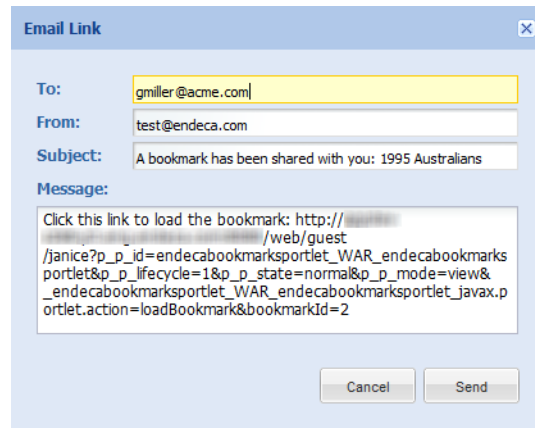 Email Link
To:
gmiller@acme.com
From:
test@endeca.com
Subject:
A bookmark has been shared with you: 1995 Australians
Message:
Click this link to load the bookmark: http://
/web/guest
/janice?p_p_id=endecabookmarksportlet_WAR_endecabookmarks
portlet&p_p_lifecycle=1&p_p_state=normal&p_p_mode=view&
_endecabookmarksportlet_WAR_endecabookmarksportlet_javax.p
ortlet.action=loadBookmark&bookmarkId=2
Cancel
Send